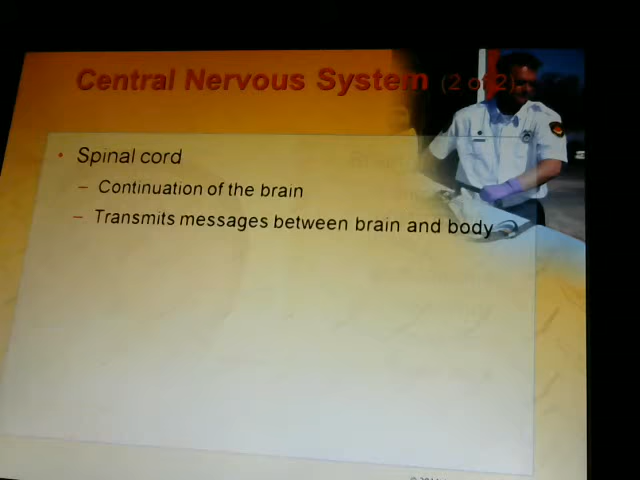 Central Nervous System (2 of 2)
• Spinal cord
– Continuation of the brain
– Transmits messages between brain and body